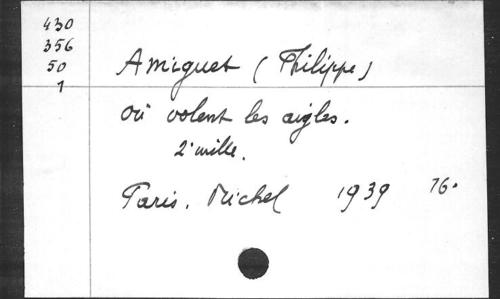 430
356
50
1
Amiguet (Philippe)
où volent les aigles.
2e mille.
Paris. Michel 1939 16°